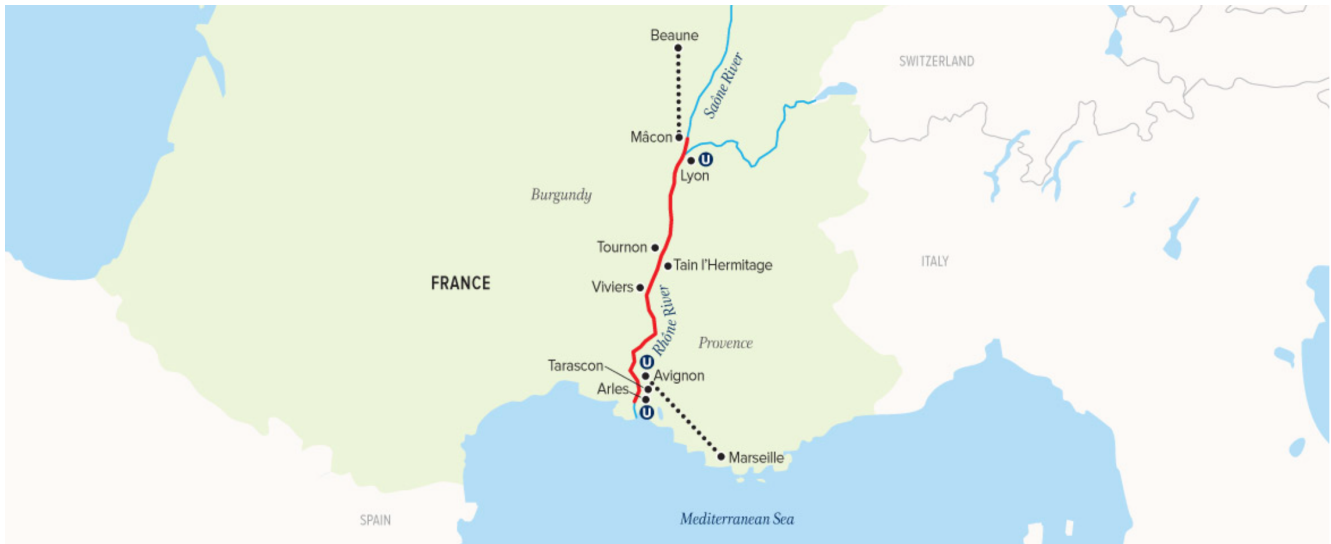 Beaune
Saône River
SWITZERLAND
Mâcon
U
Lyon
Burgundy
Tournon
Tain l'Hermitage
ITALY
FRANCE
Viviers
Rhône River
Provence
U
Tarascon
Avignon
Arles
U
Marseille
SPAIN
Mediterranean Sea